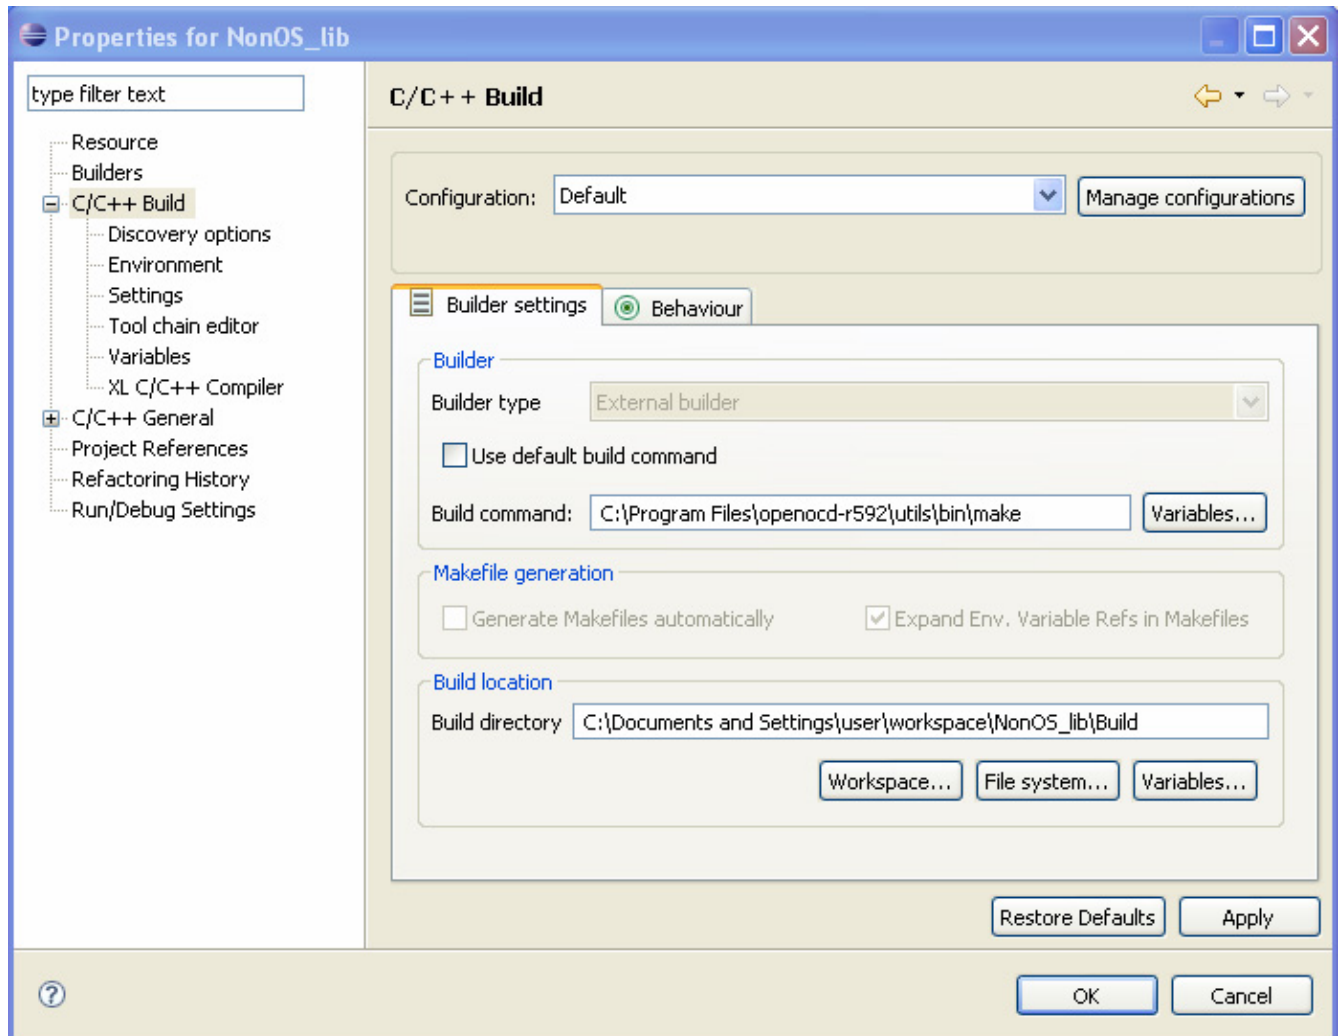 Properties for NonOS_lib
type filter text
Resource
Builders
C/C++ Build
Discovery options
Environment
Settings
Tool chain editor
Variables
XL C/C++ Compiler
C/C++ General
Project References
Refactoring History
Run/Debug Settings
C/C++ Build
Configuration: Default Manage configurations
Builder settings Behaviour
Builder
Builder type External builder
Use default build command
Build command: C:\Program Files\openocd-r592\utils\bin\make Variables...
Makefile generation
Generate Makefiles automatically Expand Env. Variable Refs in Makefiles
Build location
Build directory C:\Documents and Settings\user\workspace\NonOS_lib\Build
Workspace... File system... Variables...
Restore Defaults Apply
OK Cancel